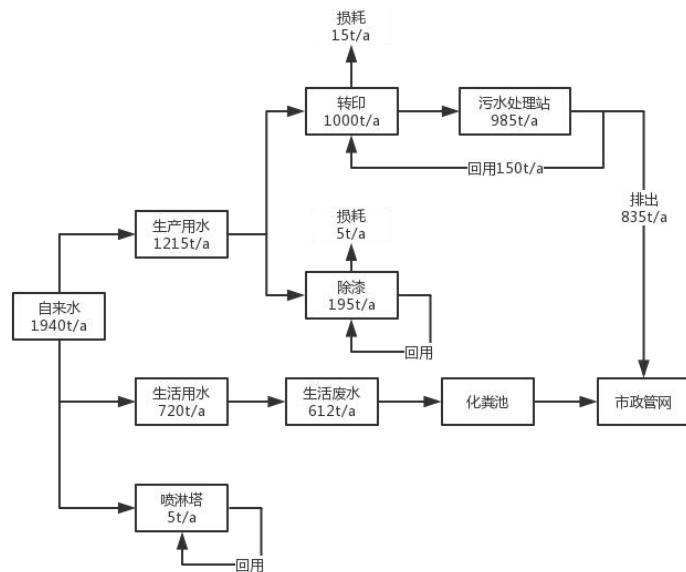 损耗
15t/a
转印
1000t/a
污水处理站
985t/a
回用150t/a
排出
835t/a
生产用水
1215t/a
损耗
5t/a
除漆
195t/a
回用
自来水
1940t/a
生活用水
720t/a
生活废水
612t/a
化粪池
市政管网
喷淋塔
5t/a
回用